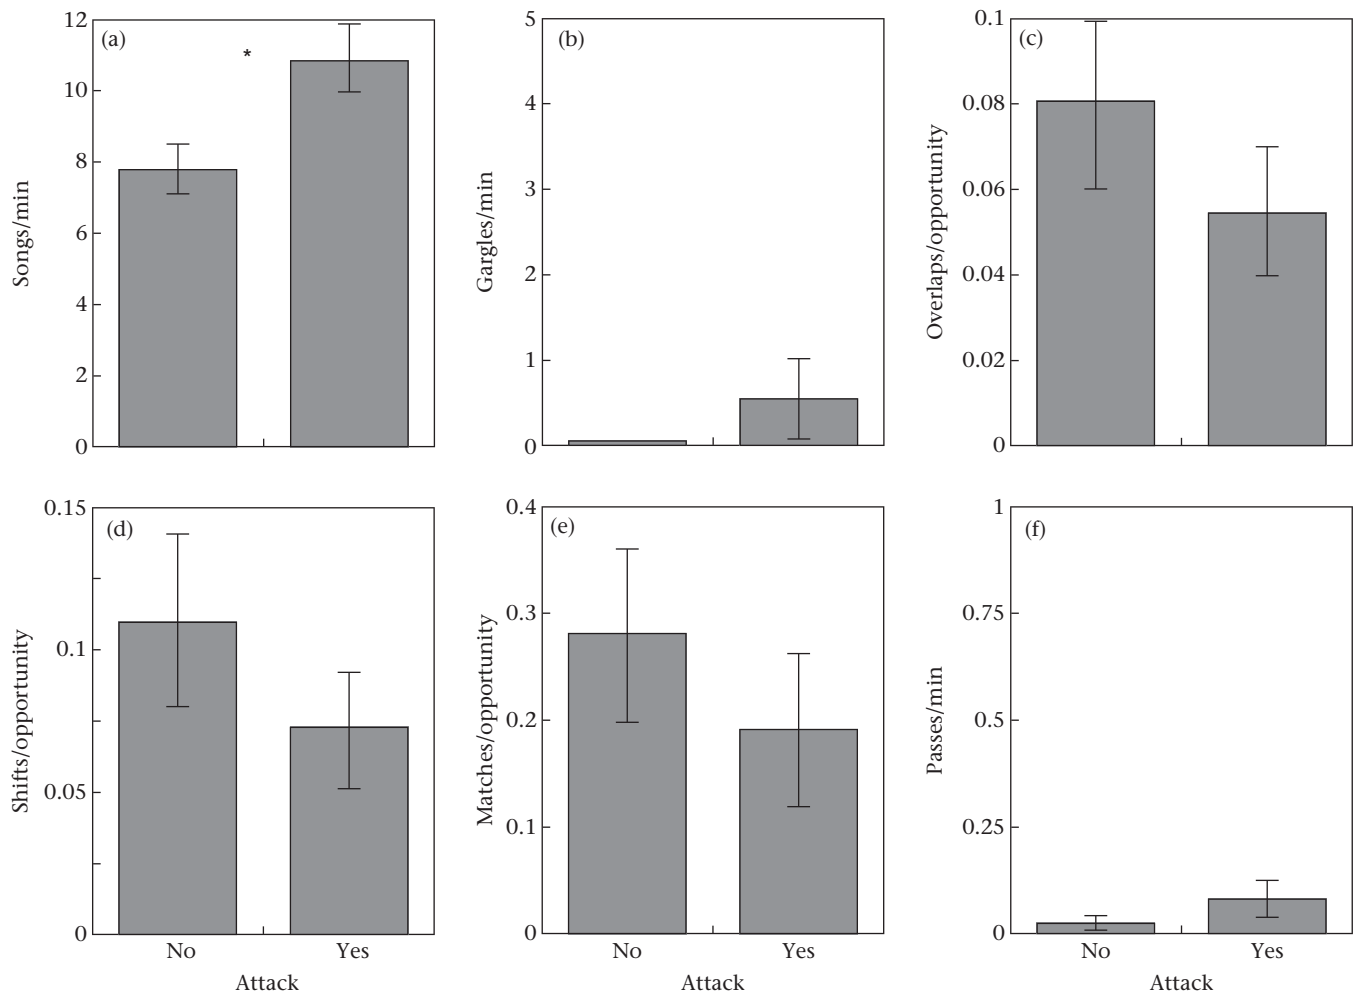 (a)
*
Songs/min
12
10
8
6
4
2
0
(b)
Gargles/min
5
4
3
2
1
0
(c)
Overlaps/opportunity
0.1
0.08
0.06
0.04
0.02
0
(d)
Shifts/opportunity
0.15
0.1
0.05
0
No Yes
Attack
(e)
Matches/opportunity
0.4
0.3
0.2
0.1
0
No Yes
Attack
(f)
Passes/min
1
0.75
0.5
0.25
0
No Yes
Attack